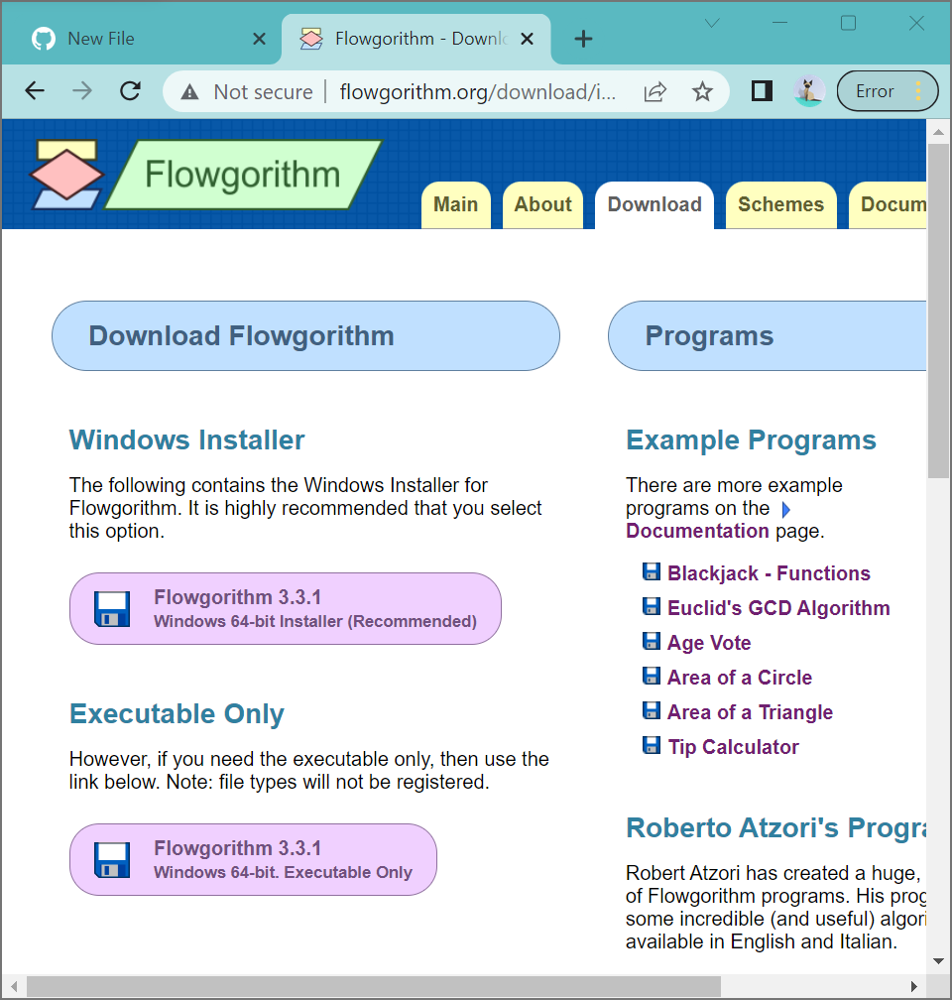 New File
Flowgorithm - Downl
Not secure
flowgorithm.org/download/i...
Error
Flowgorithm
Main
About
Download
Schemes
Docum
Download Flowgorithm
Windows Installer
The following contains the Windows Installer for
Flowgorithm. It is highly recommended that you select
this option.
Flowgorithm 3.3.1
Windows 64-bit Installer (Recommended)
Executable Only
However, if you need the executable only, then use the
link below. Note: file types will not be registered.
Flowgorithm 3.3.1
Windows 64-bit. Executable Only
Programs
Example Programs
There are more example
programs on the
Documentation page.
Blackjack - Functions
Euclid's GCD Algorithm
Age Vote
Area of a Circle
Area of a Triangle
Tip Calculator
Roberto Atzori's Progra
Robert Atzori has created a huge,
of Flowgorithm programs. His prog
some incredible (and useful) algori
available in English and Italian.